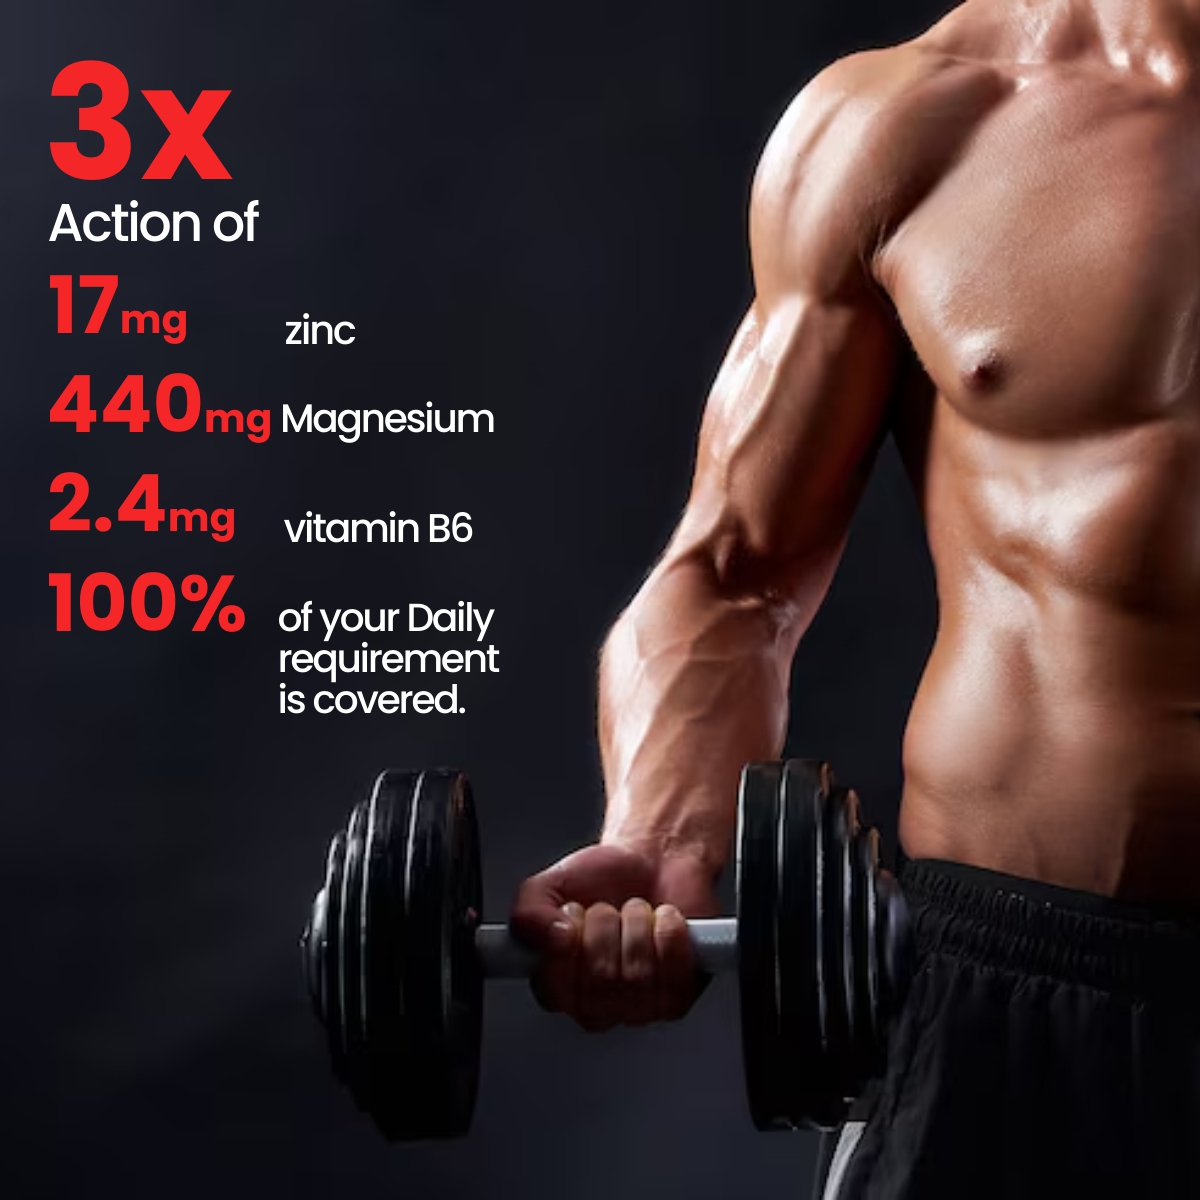 3x
Action of
17mg zinc
440mg Magnesium
2.4mg vitamin B6
100% of your Daily
requirement
is covered.